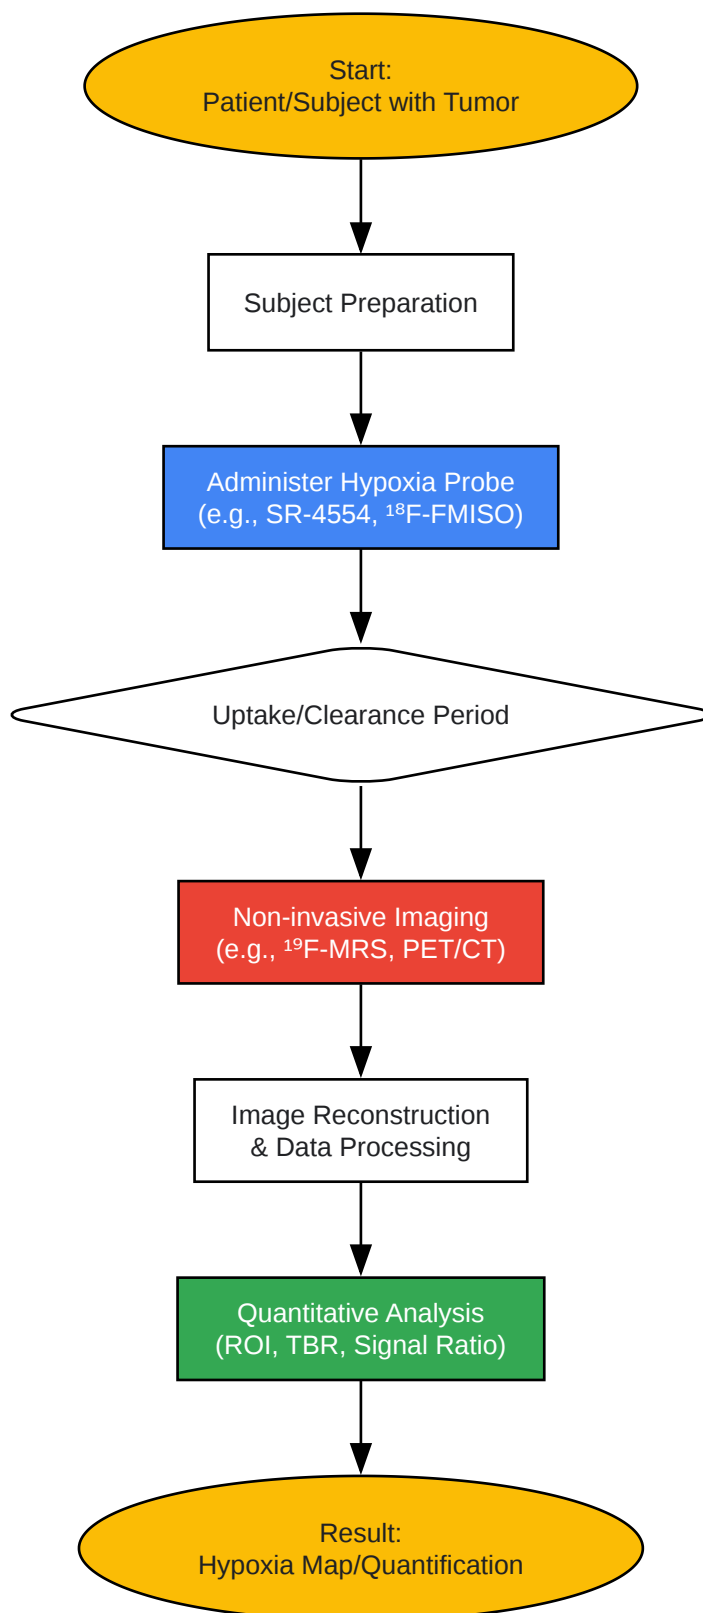 Start:
Patient/Subject with Tumor
Subject Preparation
Administer Hypoxia Probe
(e.g., SR-4554, ¹⁸F-FMISO)
Uptake/Clearance Period
Non-invasive Imaging
(e.g., ¹⁹F-MRS, PET/CT)
Image Reconstruction
& Data Processing
Quantitative Analysis
(ROI, TBR, Signal Ratio)
Result:
Hypoxia Map/Quantification